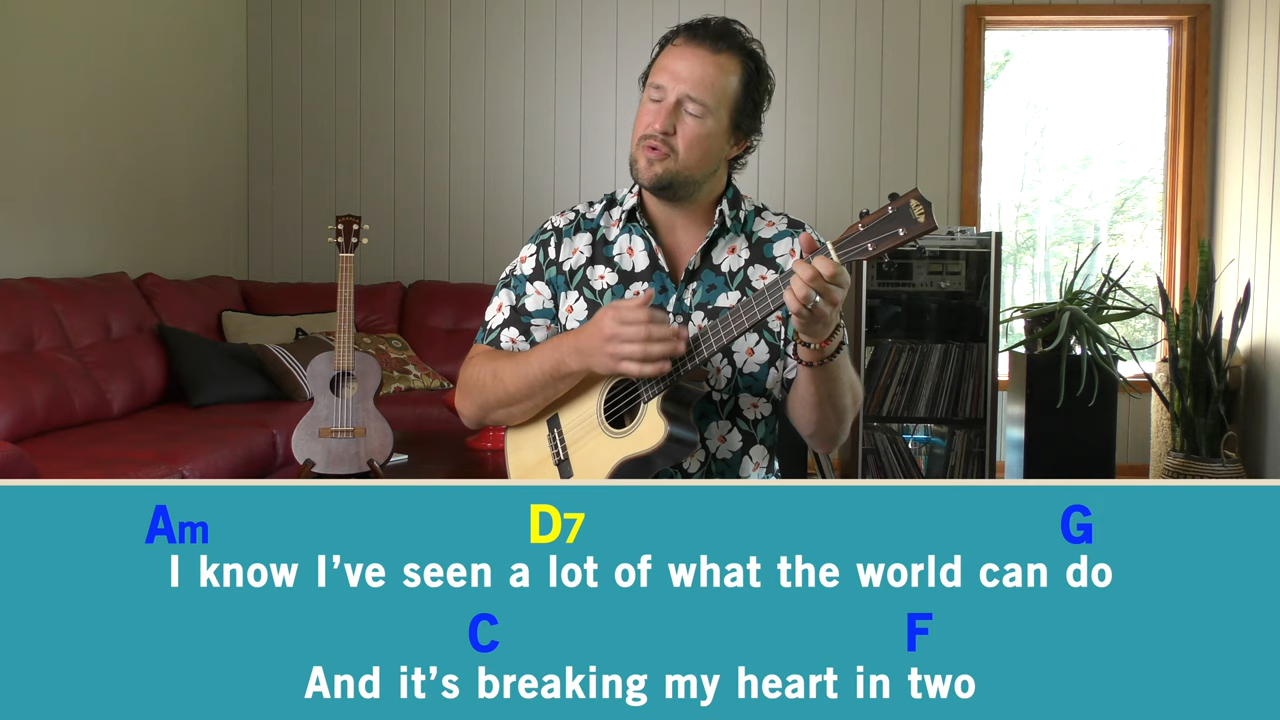 KALA
Am D7 G
I know I've seen a lot of what the world can do
C F
And it's breaking my heart in two